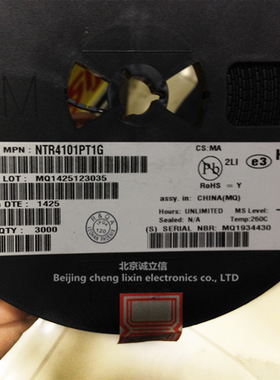 M
MPN : NTR4101PT1G
CS:MA
LOT : MQ1425123035
Pb
2LI
e3
H
RoHS = Y
DTE : 1425
assy. in: CHINA(MQ)
Hours: UNLIMITED MS Level
Sealed: N/A Temp:260C
QTY: 3000
(S) SERIAL NBR: MQ1934430
北京诚立信
Beijing cheng lixin electronics co., ltd